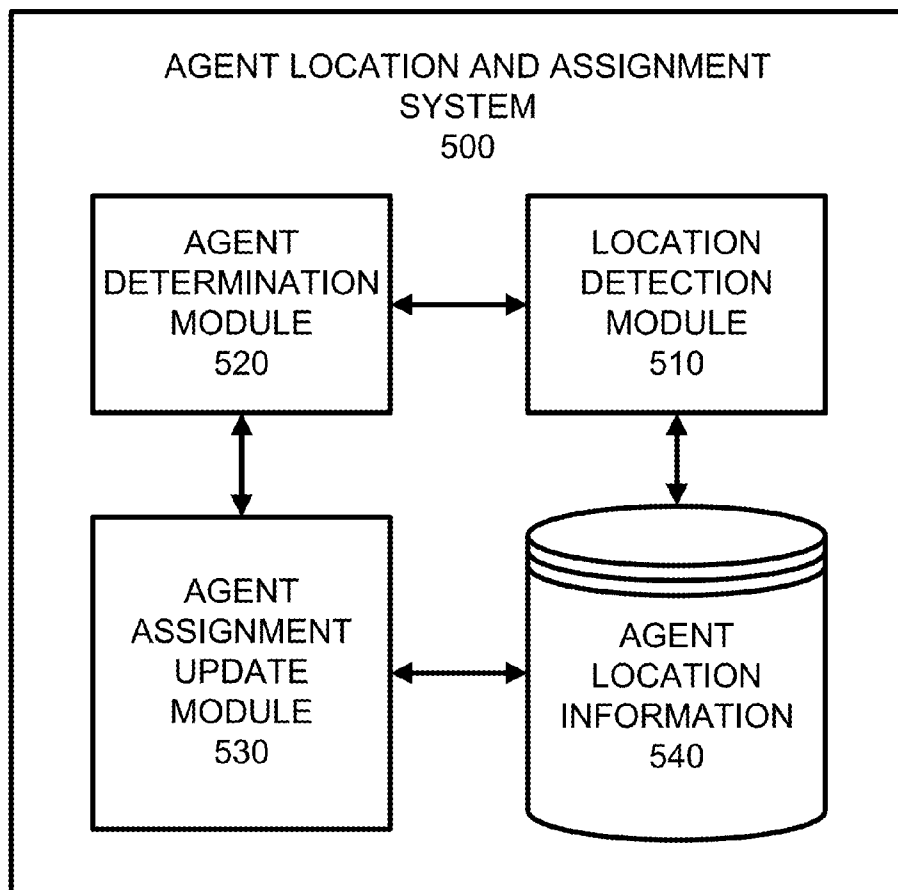 AGENT LOCATION AND ASSIGNMENT
SYSTEM
500
AGENT
DETERMINATION
MODULE
520
LOCATION
DETECTION
MODULE
510
AGENT
ASSIGNMENT
UPDATE
MODULE
530
AGENT
LOCATION
INFORMATION
540